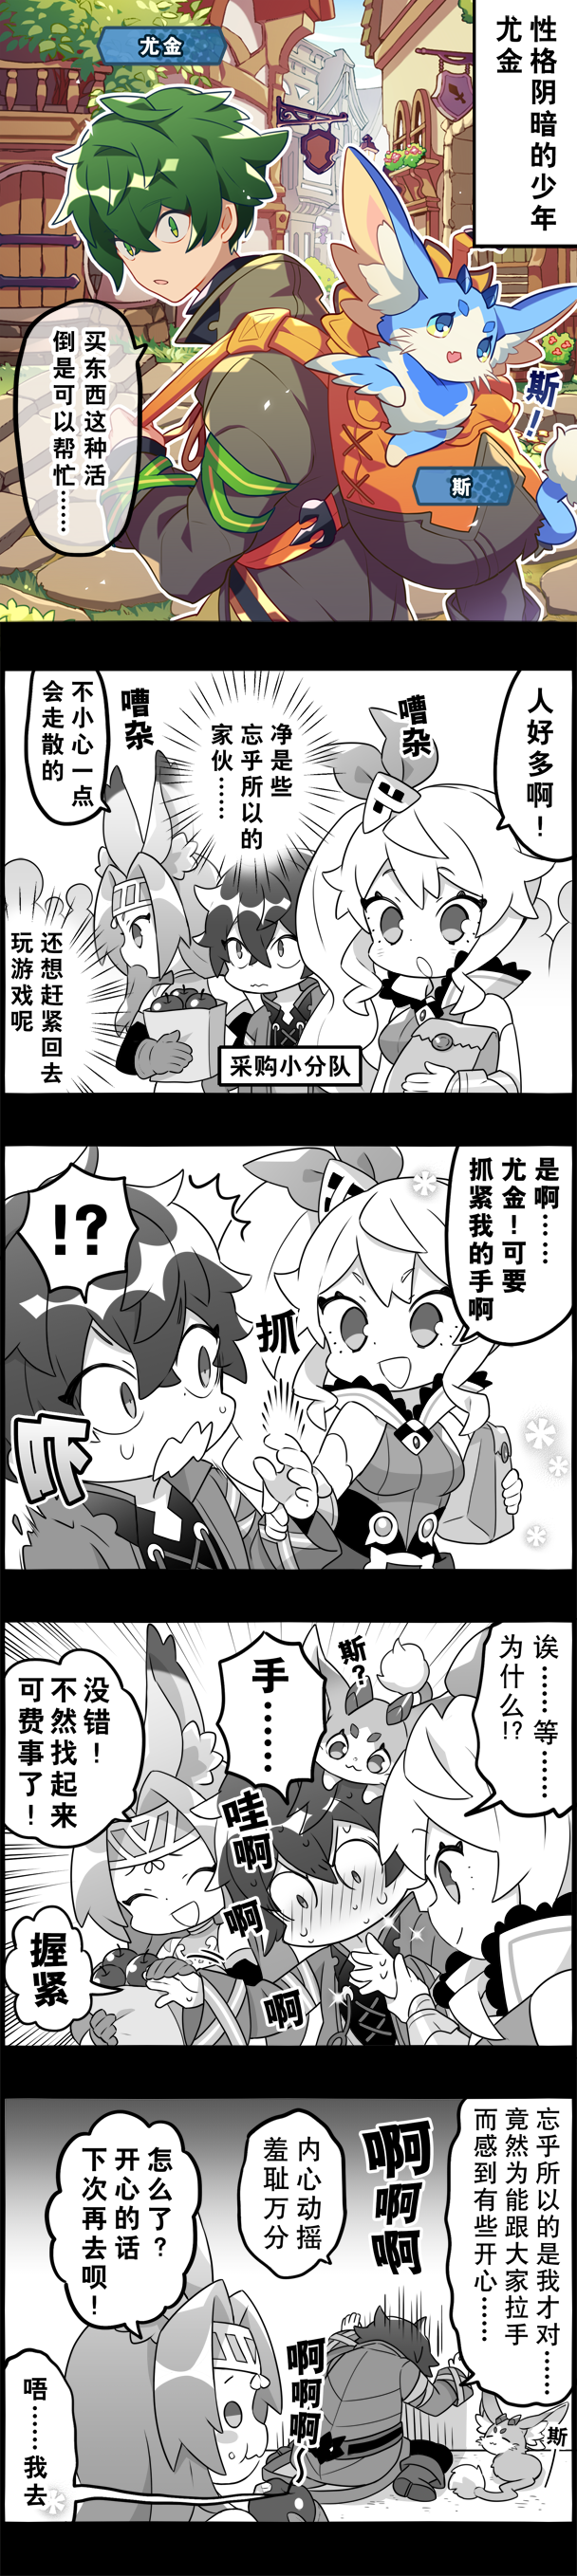 性格阴暗的少年
尤金
尤金
斯！
斯
买东西这种活
倒是可以帮忙……
人好多啊！
嘈杂
净是些
忘乎所以的
家伙……
嘈杂
不小心一点
会走散的
还想赶紧回去
玩游戏呢
采购小分队
是啊……
尤金！可要
抓紧我的手啊
抓
!?
吓
诶……等……
为什么!?
斯？
手……
没错！
不然找起来
可费事了！
哇啊
啊
啊
握紧
忘乎所以的是我才对……
竟然为能跟大家拉手
而感到有些开心……
啊啊啊
内心动摇
羞耻万分
怎么了？
开心的话
下次再去呗！
斯
啊啊啊～
唔……我去